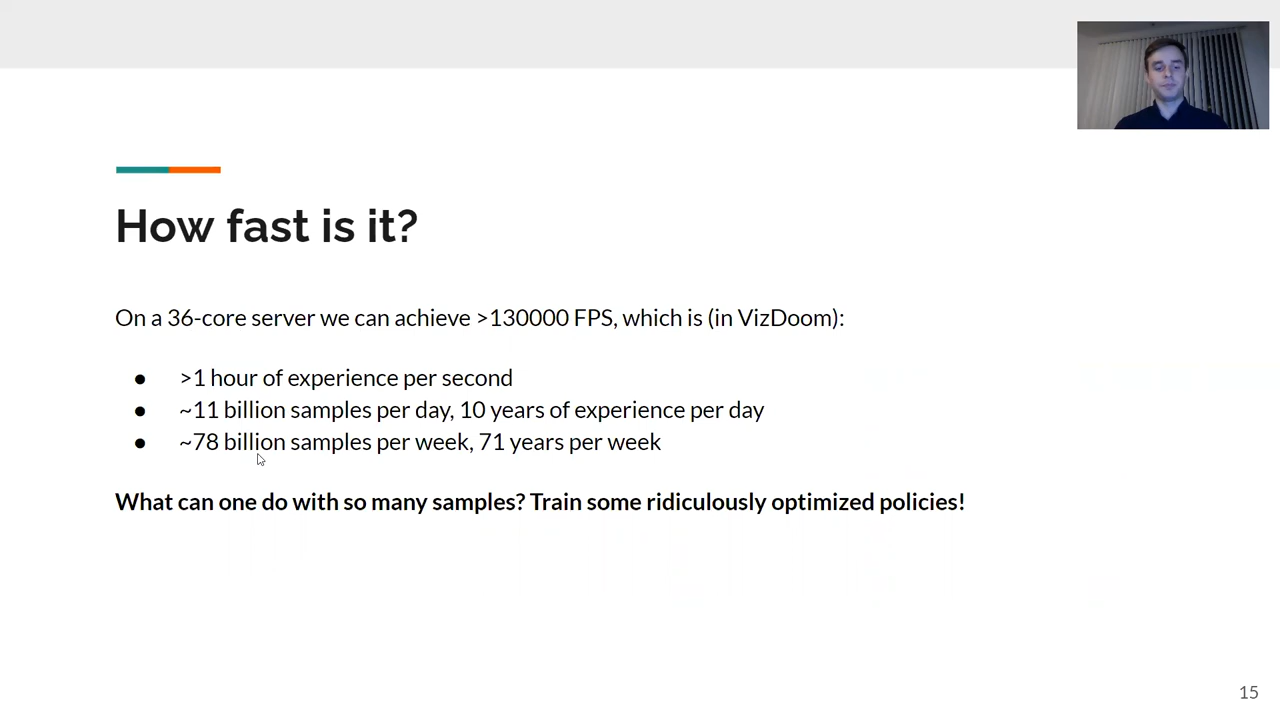 How fast is it?
On a 36-core server we can achieve >130000 FPS, which is (in VizDoom):
● >1 hour of experience per second
● ~11 billion samples per day, 10 years of experience per day
● ~78 billion samples per week, 71 years per week
What can one do with so many samples? Train some ridiculously optimized policies!
15